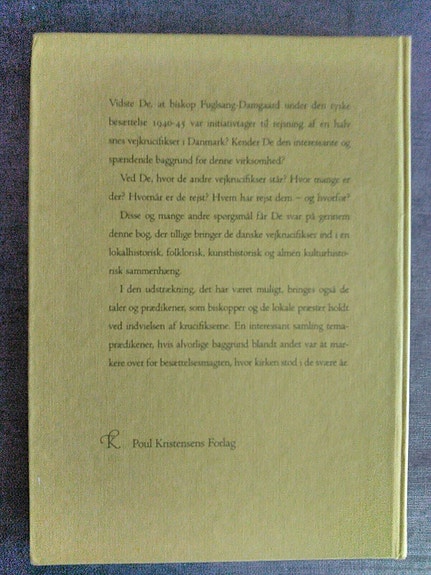 Vidste De, at biskop Fuglsang-Damgaard under den tyske
besættelse 1940-45 var initiativtager til rejsning af en halv
snes vejkrucifikser i Danmark? Kender De den interessante og
spændende baggrund for denne virksomhed?
Ved De, hvor de andre vejkrucifikser står? Hvor mange er
der? Hvornår er de rejst? Hvem har rejst dem – og hvorfor?
Disse og mange andre spørgsmål får De svar på gennem
denne bog, der tillige bringer de danske vejkrucifikser ind i en
lokalhistorisk, folklorisk, kunsthistorisk og almen kulturhisto-
risk sammenhæng.
I den udstrækning, det har været muligt, bringes også de
taler og prædikener, som biskopper og de lokale præster holdt
ved indvielsen af krucifikserne. En interessant samling tema-
prædikener, hvis alvorlige baggrund blandt andet var at mar-
kere over for besættelsesmagten, hvor kirken stod i de svære år.
K Poul Kristensens Forlag